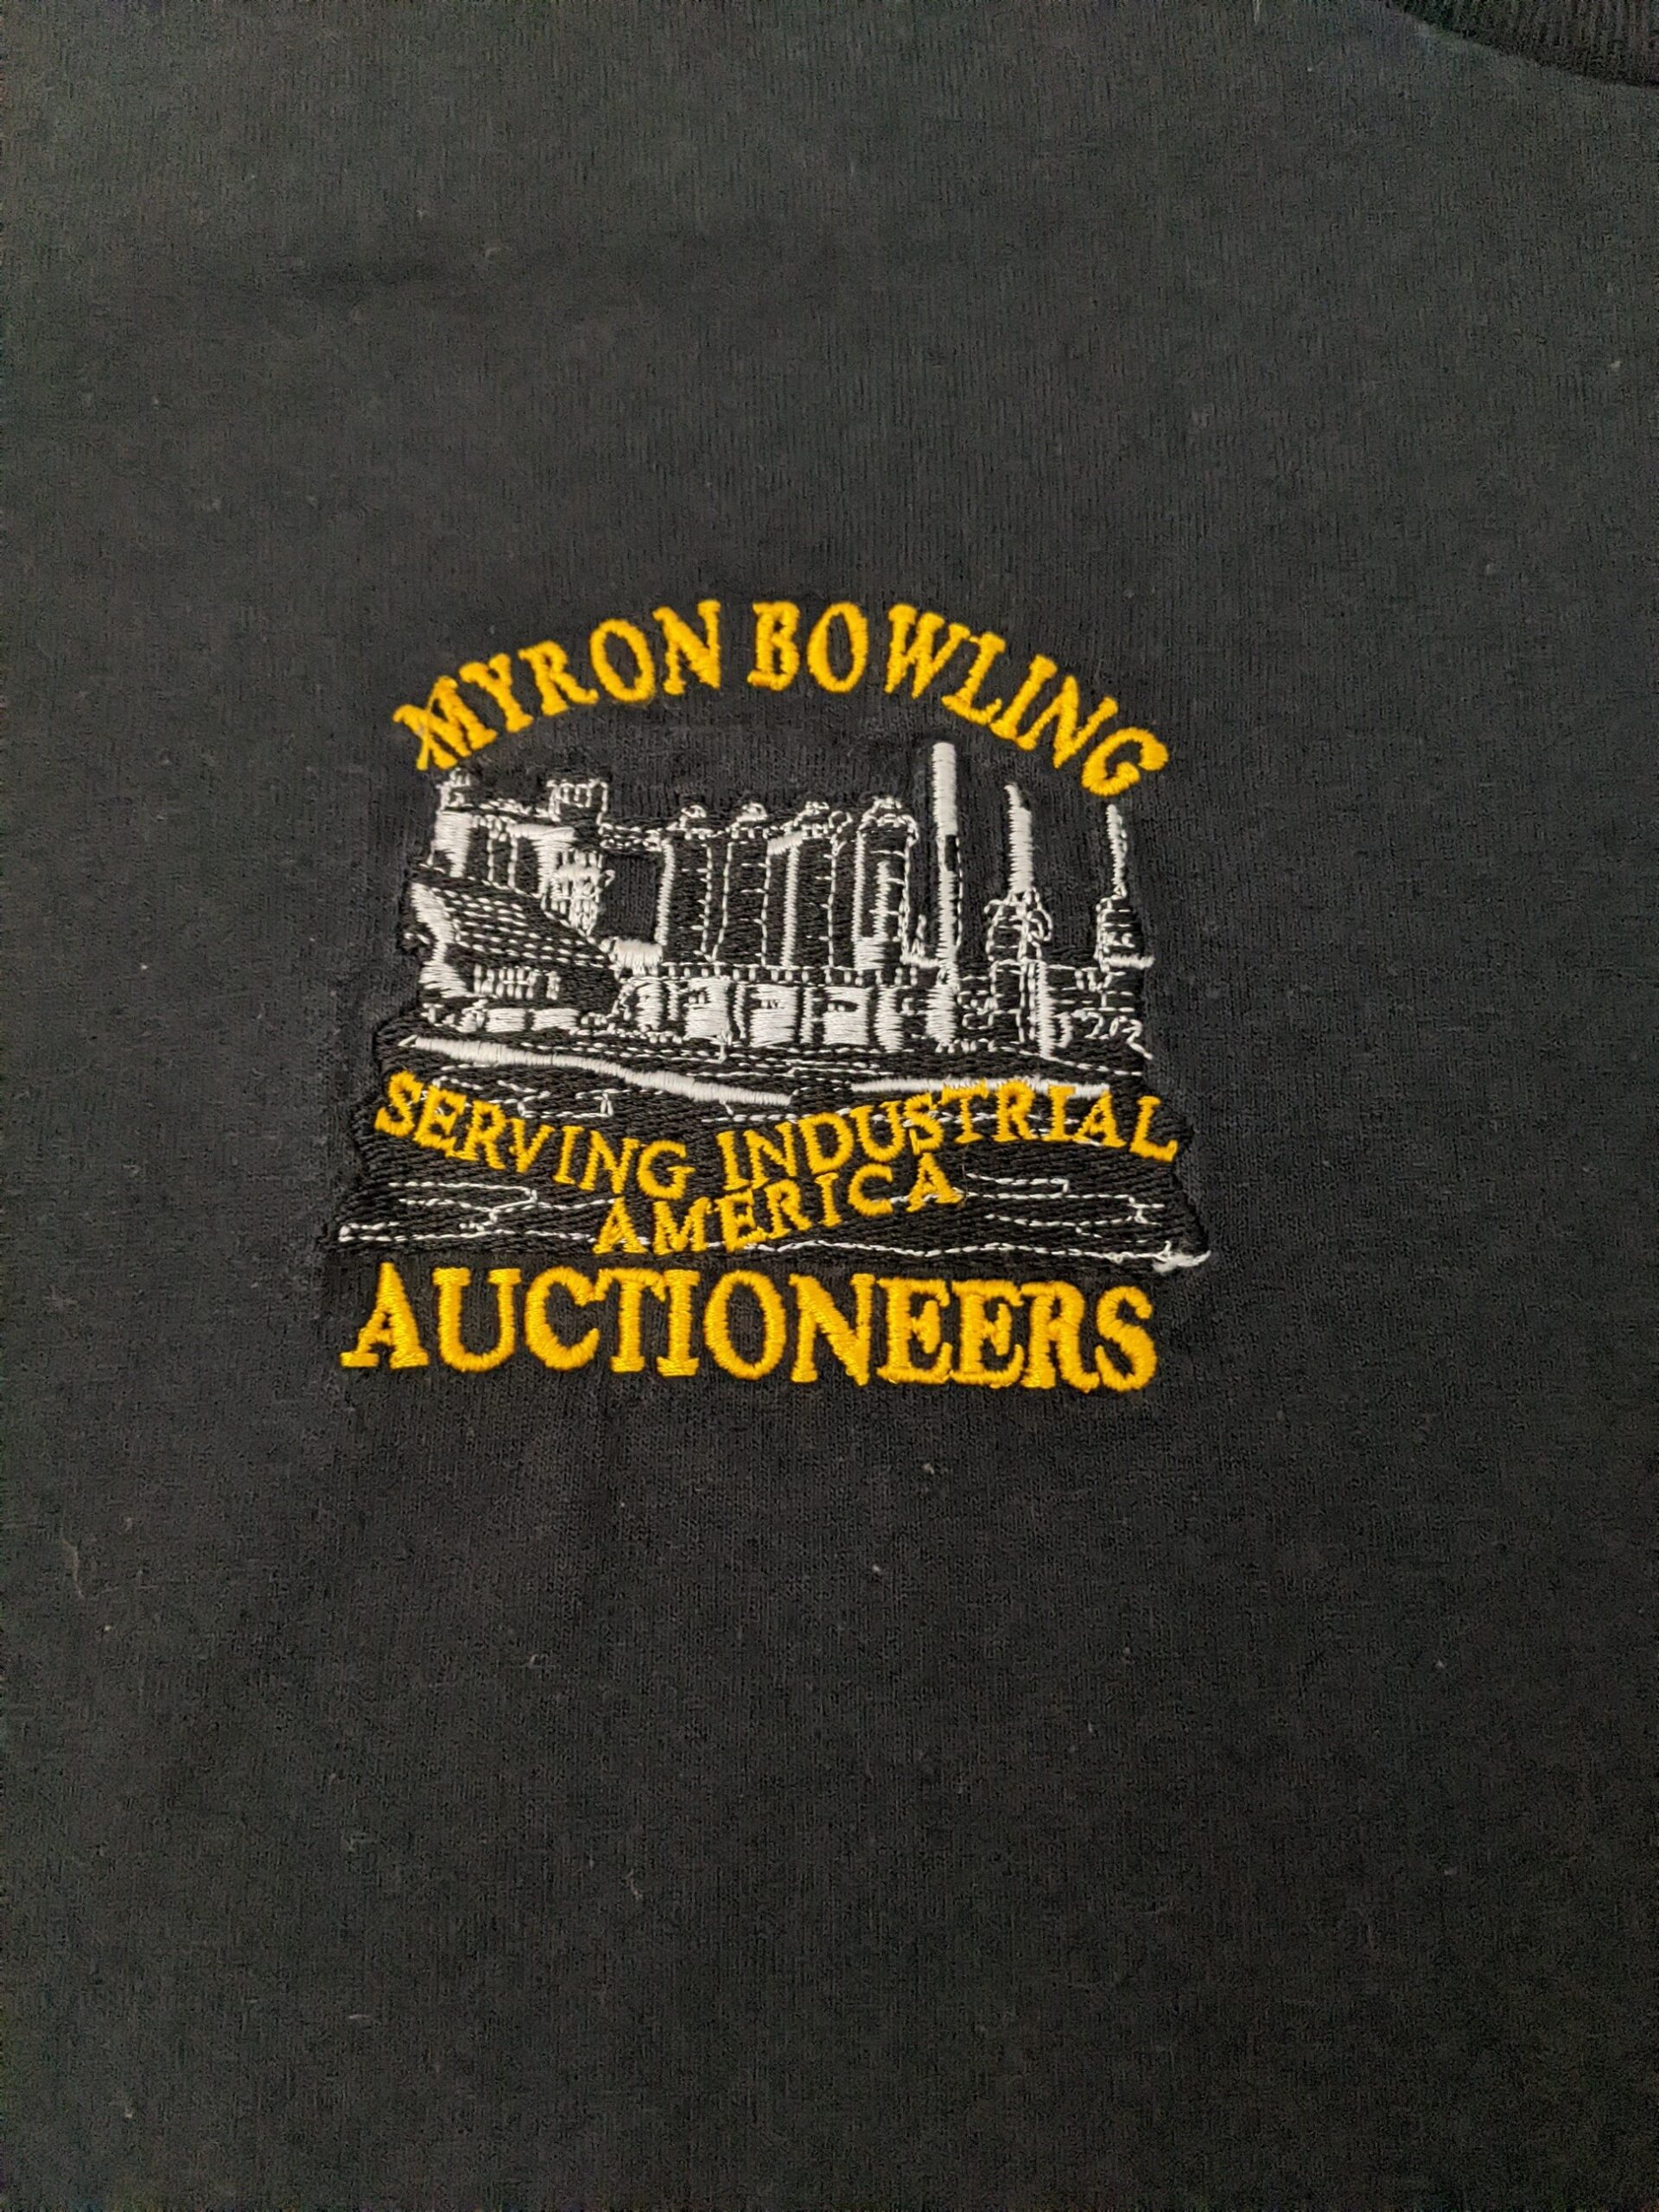 MYRON BOWLING
SERVING INDUSTRIAL
AMERICA
AUCTIONEERS